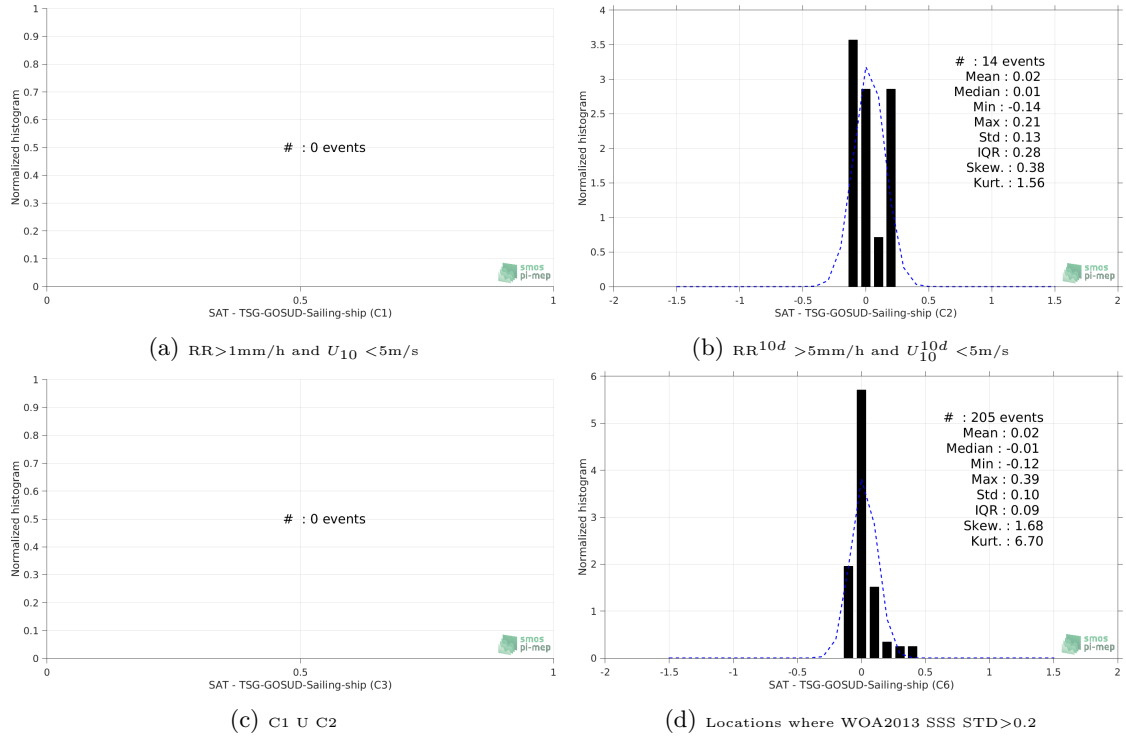 1
0.9
0.8
0.7
0.6
0.5
0.4
0.3
0.2
0.1
0
Normalized histogram
# : 0 events
smos
pi-mep
0 0.5 1
SAT - TSG-GOSUD-Sailing-ship (C1)
(a) RR>1mm/h and U10 <5m/s
4
3.5
3
2.5
2
1.5
1
0.5
0
Normalized histogram
# : 14 events
Mean : 0.02
Median : 0.01
Min : -0.14
Max : 0.21
Std : 0.13
IQR : 0.28
Skew. : 0.38
Kurt. : 1.56
smos
pi-mep
-2 -1.5 -1 -0.5 0 0.5 1 1.5 2
SAT - TSG-GOSUD-Sailing-ship (C2)
(b) RR^10d >5mm/h and U10^10d <5m/s
1
0.9
0.8
0.7
0.6
0.5
0.4
0.3
0.2
0.1
0
Normalized histogram
# : 0 events
smos
pi-mep
0 0.5 1
SAT - TSG-GOSUD-Sailing-ship (C3)
(c) C1 U C2
6
5
4
3
2
1
0
Normalized histogram
# : 205 events
Mean : 0.02
Median : -0.01
Min : -0.12
Max : 0.39
Std : 0.10
IQR : 0.09
Skew. : 1.68
Kurt. : 6.70
smos
pi-mep
-2 -1.5 -1 -0.5 0 0.5 1 1.5 2
SAT - TSG-GOSUD-Sailing-ship (C6)
(d) Locations where WOA2013 SSS STD>0.2